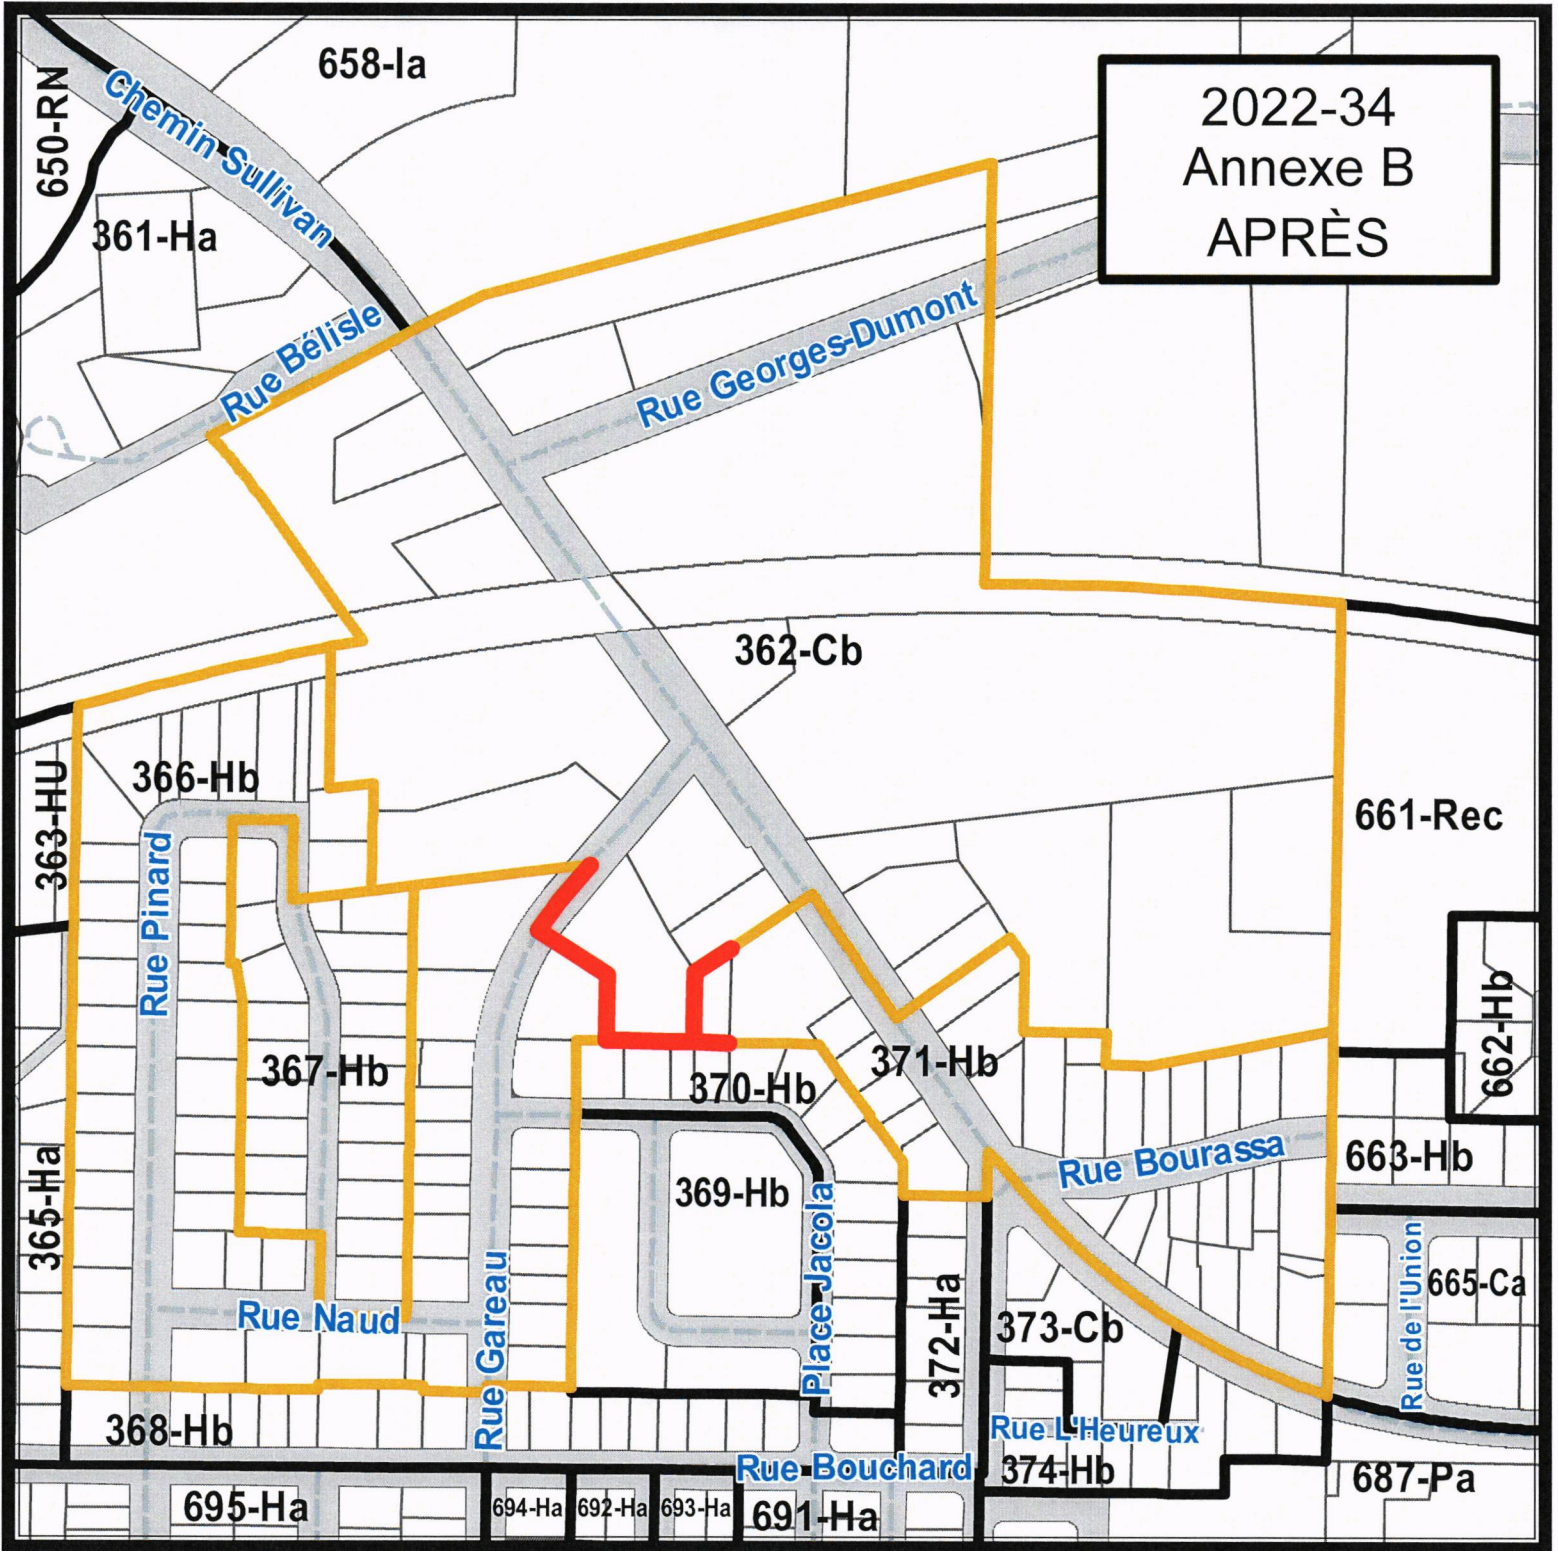 658-Ia
650-RN
Chemin Sullivan
2022-34
Annexe B
APRÈS
361-Ha
Rue Bélisle
Rue Georges-Dumont
362-Cb
363-HU
366-Hb
661-Rec
Rue Pinard
662-Hb
367-Hb
371-Hb
370-Hb
Rue Bourassa
663-Hb
365-Ha
369-Hb
Place Jacola
Rue de l'Union
665-Ca
Rue Naud
Rue Gareau
372-Ha
373-Cb
368-Hb
Rue L'Heureux
Rue Bouchard
374-Hb
687-Pa
695-Ha
694-Ha
692-Ha
693-Ha
691-Ha